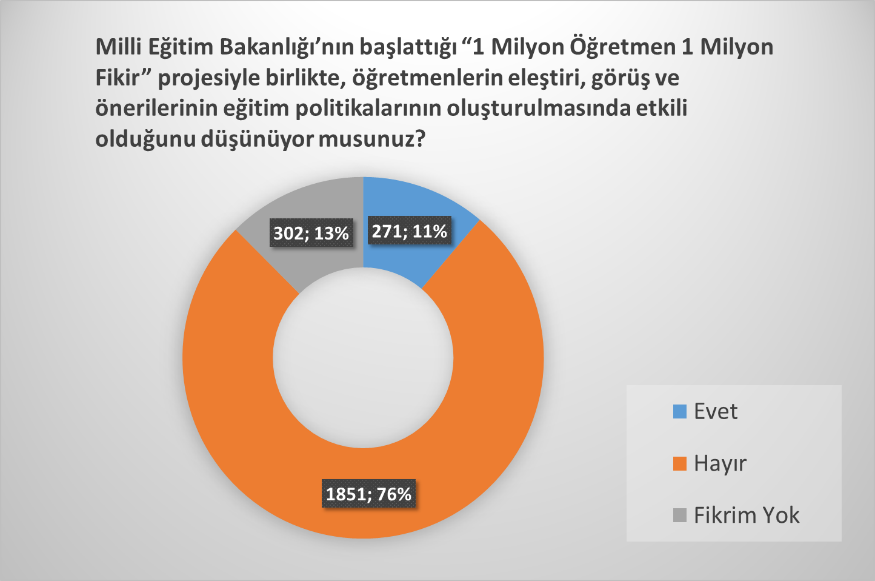 Milli Eğitim Bakanlığı’nın başlattığı “1 Milyon Öğretmen 1 Milyon
Fikir” projesiyle birlikte, öğretmenlerin eleştiri, görüş ve
önerilerinin eğitim politikalarının oluşturulmasında etkili
olduğunu düşünüyor musunuz?
302; 13%
271; 11%
1851; 76%
Evet
Hayır
Fikrim Yok